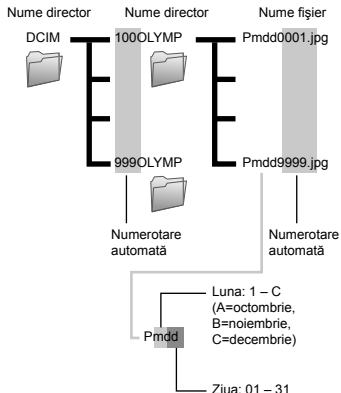 Nume director Nume director Nume fişier
DCIM 100OLYMP Pmdd0001.jpg
999OLYMP Pmdd9999.jpg
Numerotare
automată
Numerotare
automată
Luna: 1 – C
(A=octombrie,
B=noiembrie,
C=decembrie)
Pmdd
Ziua: 01 – 31